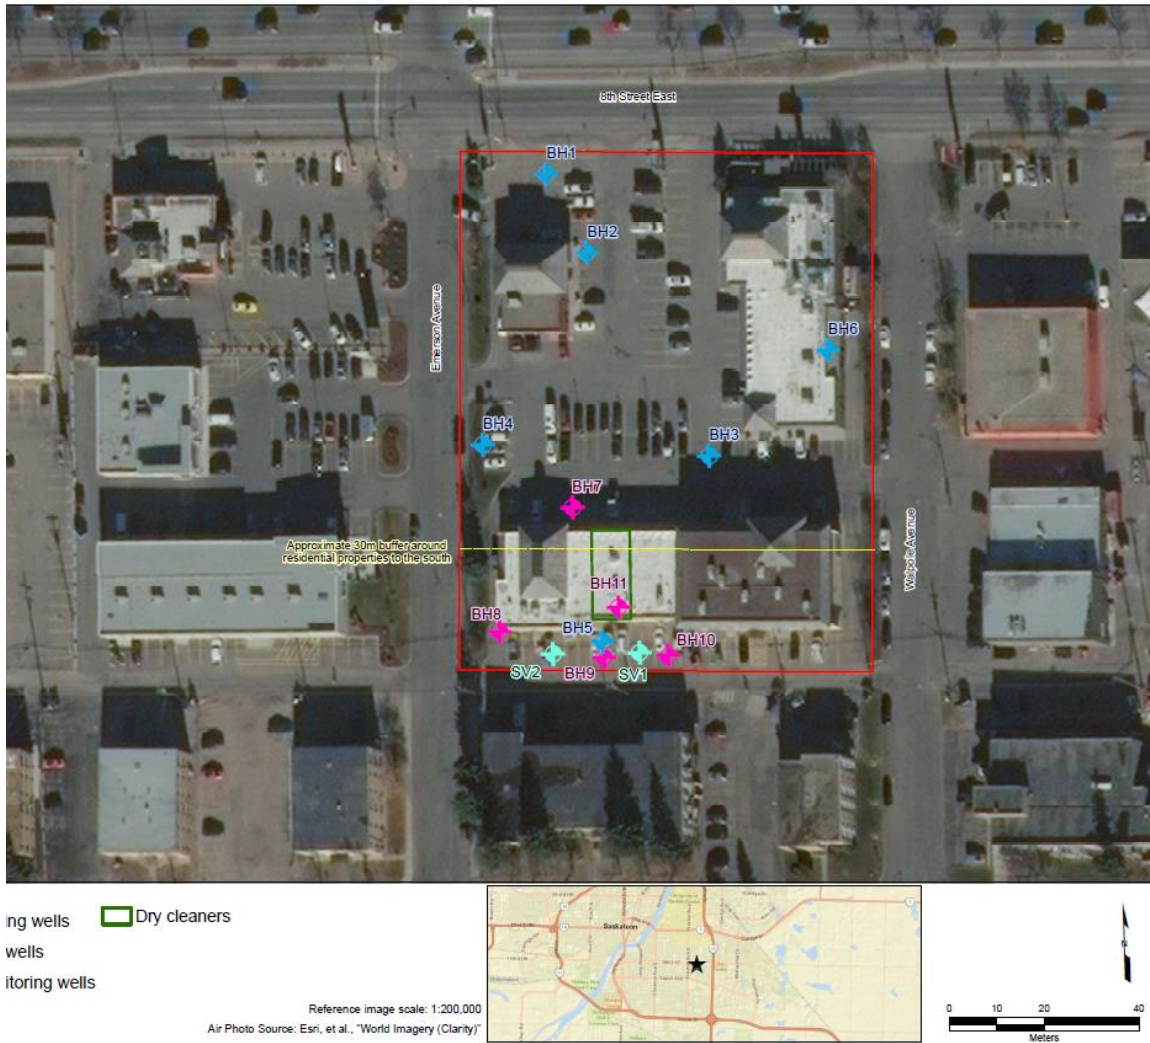 8th Street East
BH1
BH2
Emerson Avenue
BH6
BH4
BH3
BH7
Walpole Avenue
Approximate 30m buffer around
residential properties to the south
BH11
BH8
BH5
BH10
SV2
BH9
SV1
ing wells
Dry cleaners
wells
itoring wells
Saskatoon
N
Reference image scale: 1:200,000
Air Photo Source: Esri, et al., "World Imagery (Clarity)"
0 10 20 40
Meters